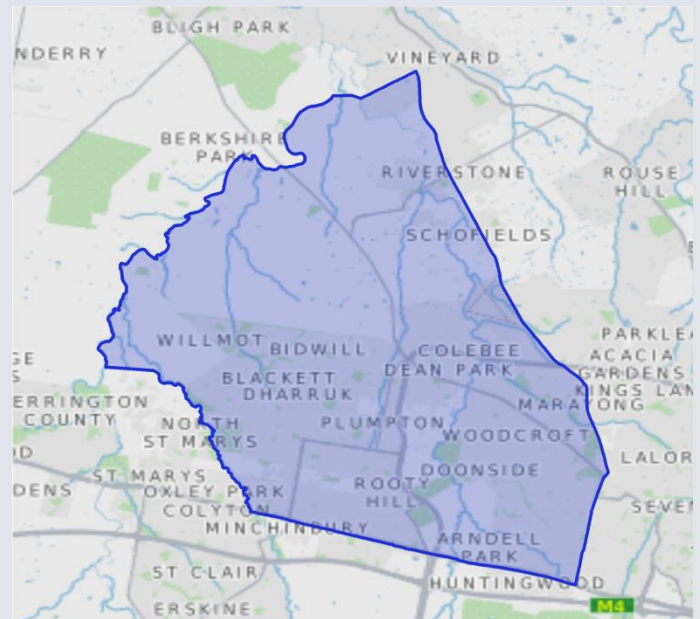 BLIGH PARK
NDERRY
VINEYARD
BERKSHIRE
PARK
RIVERSTONE
ROUSE
HILL
SCHOFIELDS
WILLMOT
BIDWILL
COLEBEE
DEAN PARK
PARKLEA
ACACIA
GARDENS
KINGS LAN
BLACKETT
DHARRUK
MARAYONG
GE
S
ERRINGTON
COUNTY
NORTH
ST MARYS
PLUMPTON
WOODCROFT
LALOR
DOONSIDE
ST MARYS
OXLEY PARK
COLYTON
ROOTY
HILL
SEVEN
DENS
MINCHINBURY
ARNDELL
PARK
ST CLAIR
HUNTINGWOOD
M4
ERSKINE